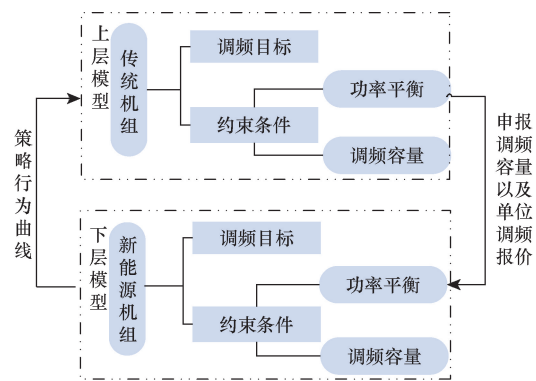 上层模型
传统机组
调频目标
约束条件
功率平衡
调频容量
策略行为曲线
申报
调频
容量
以及
单位
调频
报价
下层模型
新能源机组
调频目标
约束条件
功率平衡
调频容量